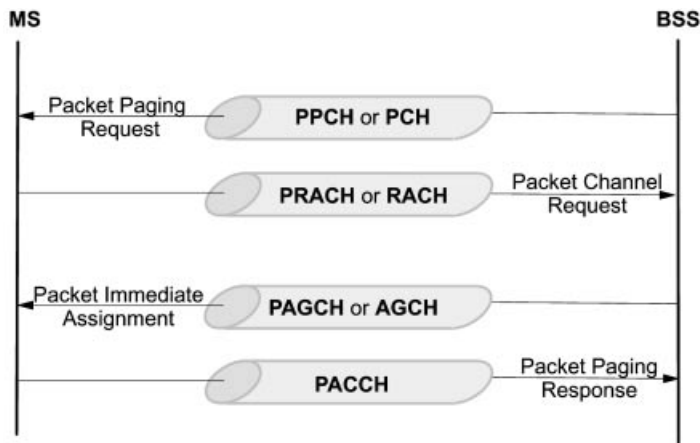 MS
BSS
Packet Paging
Request
PPCH or PCH
PRACH or RACH
Packet Channel
Request
Packet Immediate
Assignment
PAGCH or AGCH
PACCH
Packet Paging
Response